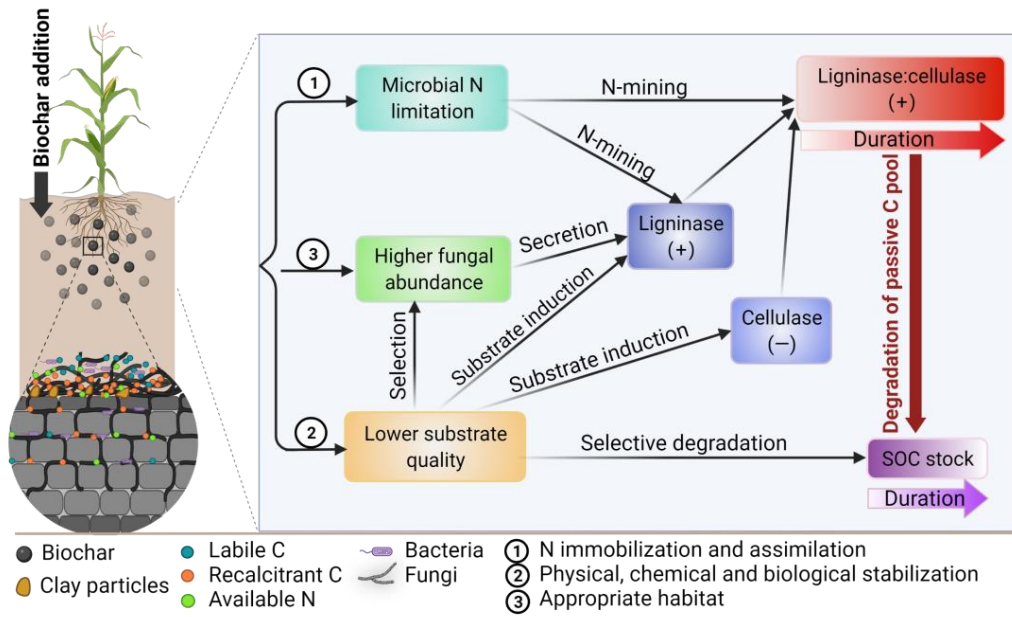 Biochar addition
1
Microbial N
limitation
N-mining
N-mining
Ligninase:cellulase
(+)
Duration
Degradation of passive C pool
3
Higher fungal
abundance
Secretion
Ligninase
(+)
Substrate induction
Substrate induction
Cellulase
(—)
Selection
2
Lower substrate
quality
Selective degradation
SOC stock
Duration
Biochar
Clay particles
Labile C
Recalcitrant C
Available N
Bacteria
Fungi
1 N immobilization and assimilation
2 Physical, chemical and biological stabilization
3 Appropriate habitat